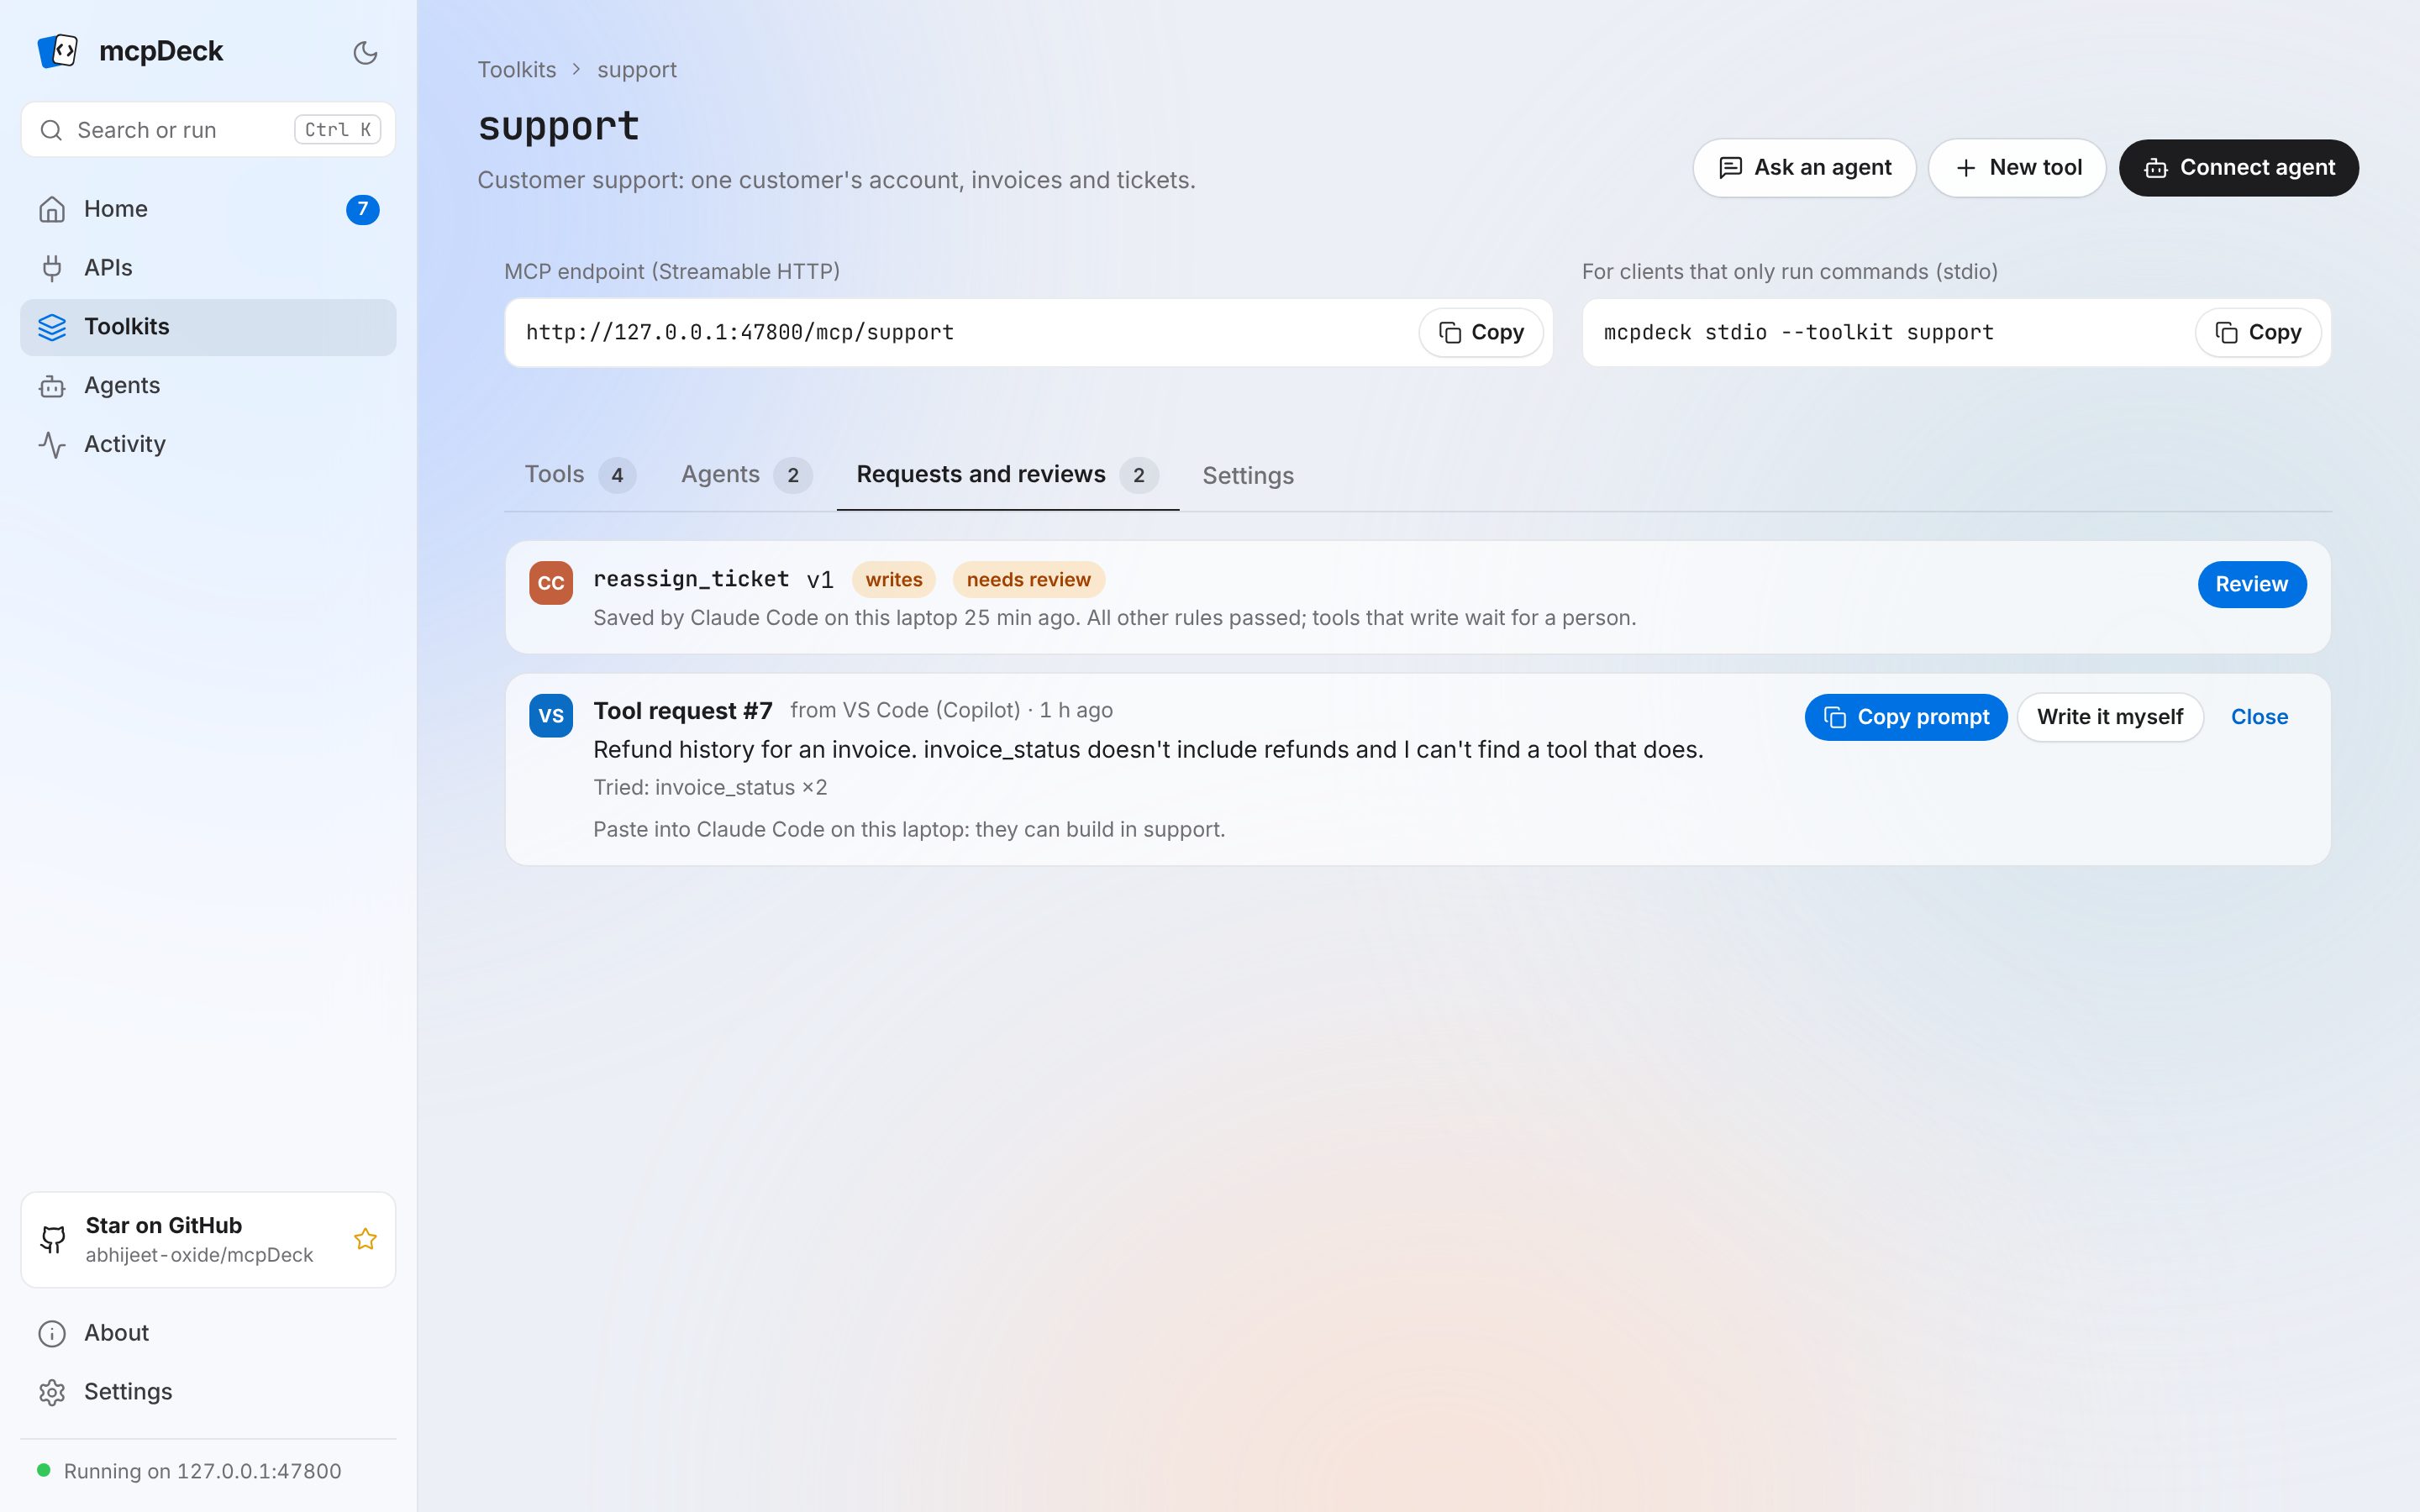 mcpDeck
Search or run
Ctrl K
Home
7
APIs
Toolkits
Agents
Activity
Star on GitHub
abhijeet-oxide/mcpDeck
About
Settings
Running on 127.0.0.1:47800
Toolkits > support
support
Customer support: one customer's account, invoices and tickets.
Ask an agent
New tool
Connect agent
MCP endpoint (Streamable HTTP)
http://127.0.0.1:47800/mcp/support
Copy
For clients that only run commands (stdio)
mcpdeck stdio --toolkit support
Copy
Tools 4
Agents 2
Requests and reviews 2
Settings
CC
reassign_ticket v1 writes needs review
Saved by Claude Code on this laptop 25 min ago. All other rules passed; tools that write wait for a person.
Review
VS
Tool request #7 from VS Code (Copilot) · 1 h ago
Refund history for an invoice. invoice_status doesn't include refunds and I can't find a tool that does.
Tried: invoice_status ×2
Paste into Claude Code on this laptop: they can build in support.
Copy prompt
Write it myself
Close